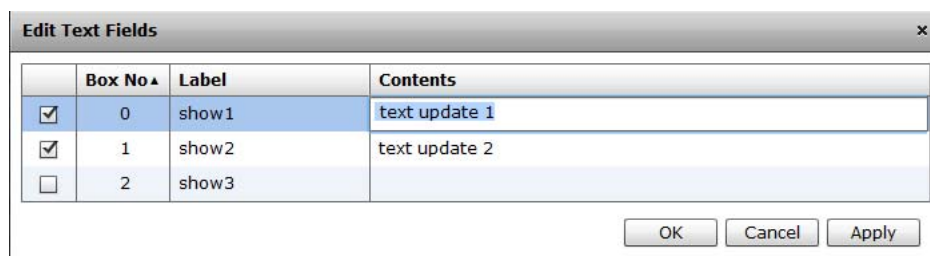 Edit Text Fields ×
Box No▲ Label Contents
0 show1 text update 1
1 show2 text update 2
2 show3
OK Cancel Apply